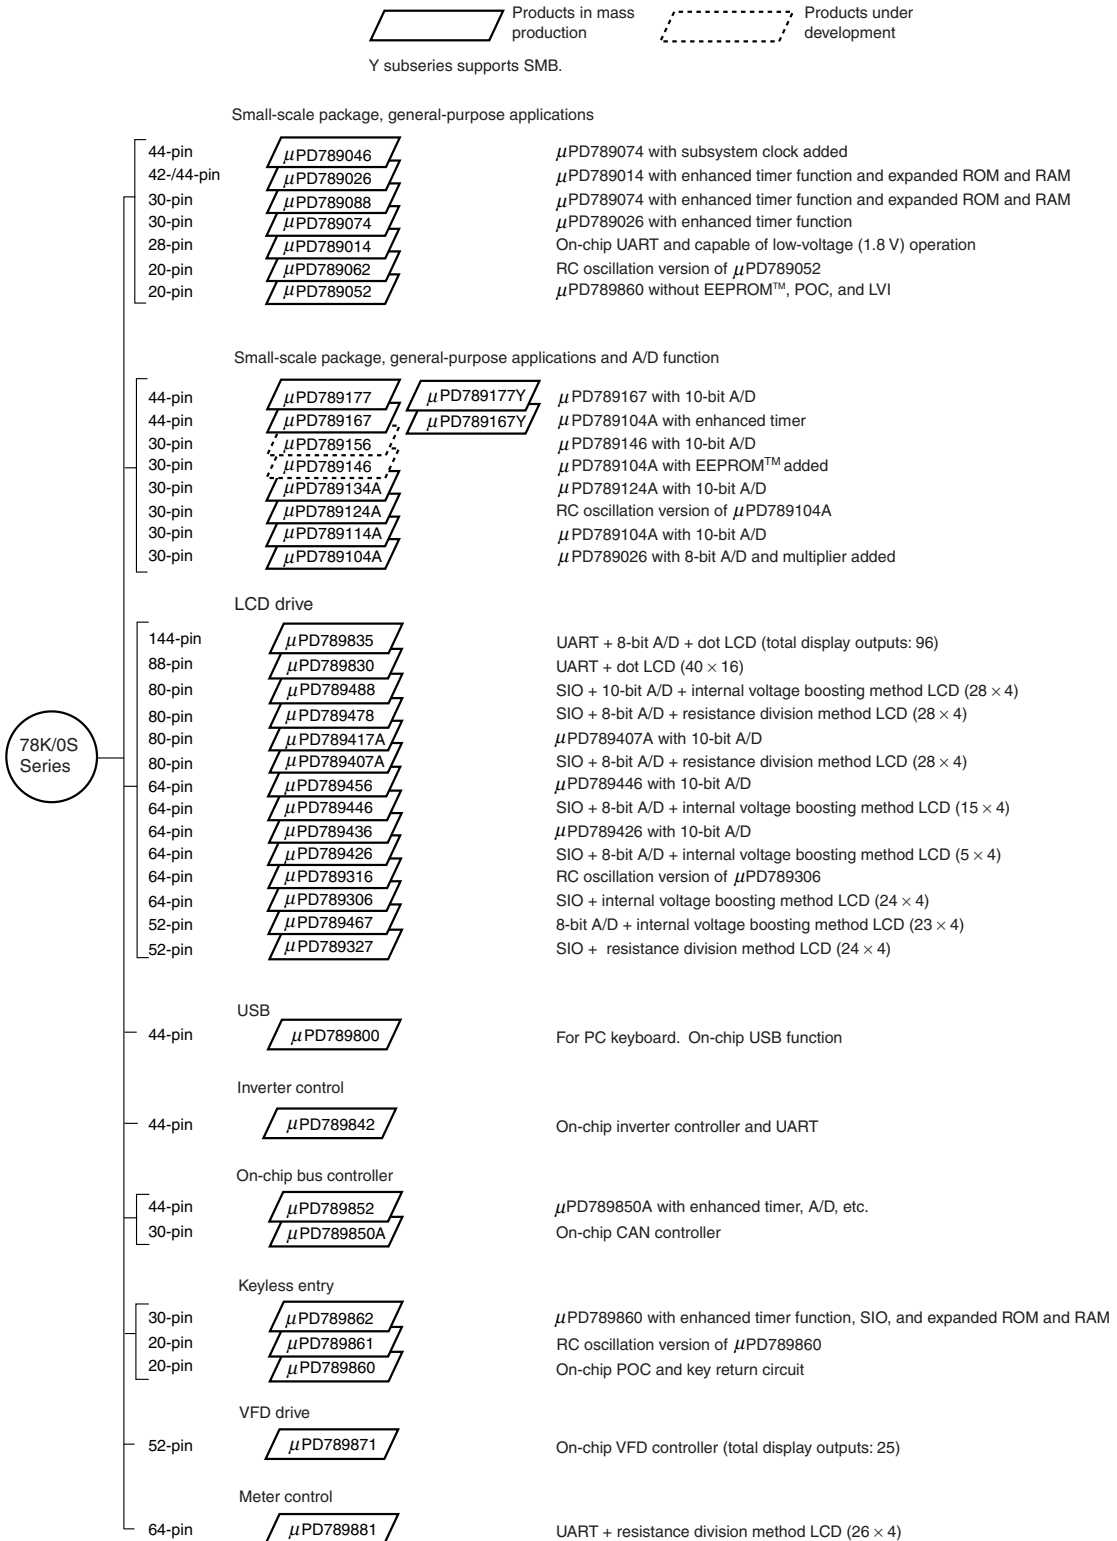 Products in mass production
Products under development
Y subseries supports SMB.
Small-scale package, general-purpose applications
44-pin μPD789046 μPD789074 with subsystem clock added
42-/44-pin μPD789026 μPD789014 with enhanced timer function and expanded ROM and RAM
30-pin μPD789088 μPD789074 with enhanced timer function and expanded ROM and RAM
30-pin μPD789074 μPD789026 with enhanced timer function
28-pin μPD789014 On-chip UART and capable of low-voltage (1.8 V) operation
20-pin μPD789062 RC oscillation version of μPD789052
20-pin μPD789052 μPD789860 without EEPROM™, POC, and LVI
Small-scale package, general-purpose applications and A/D function
44-pin μPD789177 μPD789177Y μPD789167 with 10-bit A/D
44-pin μPD789167 μPD789167Y μPD789104A with enhanced timer
30-pin μPD789156 μPD789146 with 10-bit A/D
30-pin μPD789146 μPD789104A with EEPROM™ added
30-pin μPD789134A μPD789124A with 10-bit A/D
30-pin μPD789124A RC oscillation version of μPD789104A
30-pin μPD789114A μPD789104A with 10-bit A/D
30-pin μPD789104A μPD789026 with 8-bit A/D and multiplier added
LCD drive
144-pin μPD789835 UART + 8-bit A/D + dot LCD (total display outputs: 96)
88-pin μPD789830 UART + dot LCD (40 × 16)
80-pin μPD789488 SIO + 10-bit A/D + internal voltage boosting method LCD (28 × 4)
80-pin μPD789478 SIO + 8-bit A/D + resistance division method LCD (28 × 4)
80-pin μPD789417A μPD789407A with 10-bit A/D
80-pin μPD789407A SIO + 8-bit A/D + resistance division method LCD (28 × 4)
64-pin μPD789456 μPD789446 with 10-bit A/D
64-pin μPD789446 SIO + 8-bit A/D + internal voltage boosting method LCD (15 × 4)
64-pin μPD789436 μPD789426 with 10-bit A/D
64-pin μPD789426 SIO + 8-bit A/D + internal voltage boosting method LCD (5 × 4)
64-pin μPD789316 RC oscillation version of μPD789306
64-pin μPD789306 SIO + internal voltage boosting method LCD (24 × 4)
52-pin μPD789467 8-bit A/D + internal voltage boosting method LCD (23 × 4)
52-pin μPD789327 SIO + resistance division method LCD (24 × 4)
78K/0S
Series
USB
44-pin μPD789800 For PC keyboard. On-chip USB function
Inverter control
44-pin μPD789842 On-chip inverter controller and UART
On-chip bus controller
44-pin μPD789852 μPD789850A with enhanced timer, A/D, etc.
30-pin μPD789850A On-chip CAN controller
Keyless entry
30-pin μPD789862 μPD789860 with enhanced timer function, SIO, and expanded ROM and RAM
20-pin μPD789861 RC oscillation version of μPD789860
20-pin μPD789860 On-chip POC and key return circuit
VFD drive
52-pin μPD789871 On-chip VFD controller (total display outputs: 25)
Meter control
64-pin μPD789881 UART + resistance division method LCD (26 × 4)